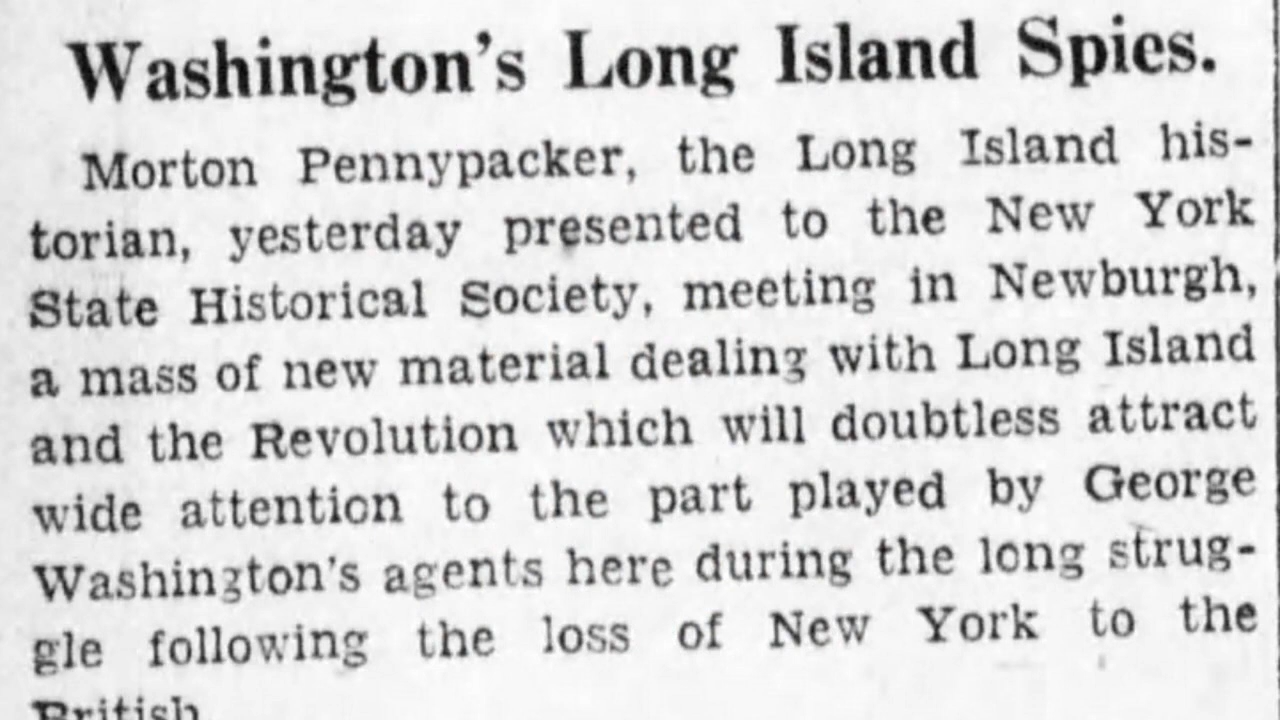 Washington's Long Island Spies.
Morton Pennypacker, the Long Island his-
torian, yesterday presented to the New York
State Historical Society, meeting in Newburgh,
a mass of new material dealing with Long Island
and the Revolution which will doubtless attract
wide attention to the part played by George
Washington's agents here during the long strug-
gle following the loss of New York to the
British